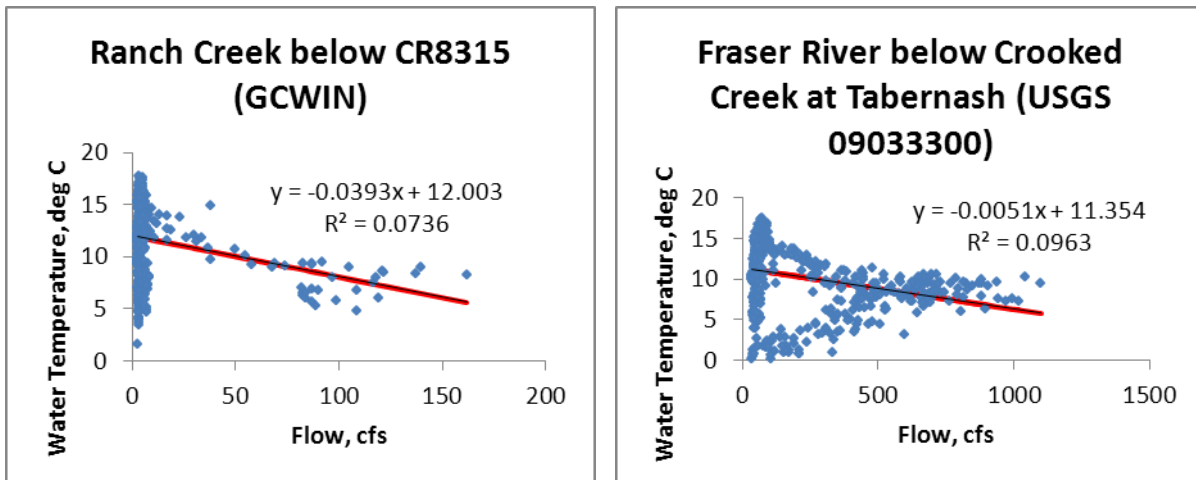 Ranch Creek below CR8315
(GCWIN)
Water Temperature, deg C
20
15
10
5
0
y = -0.0393x + 12.003
R² = 0.0736
0 50 100 150 200
Flow, cfs
Fraser River below Crooked
Creek at Tabernash (USGS
09033300)
Water Temperature, deg C
20
15
10
5
0
y = -0.0051x + 11.354
R² = 0.0963
0 500 1000 1500
Flow, cfs